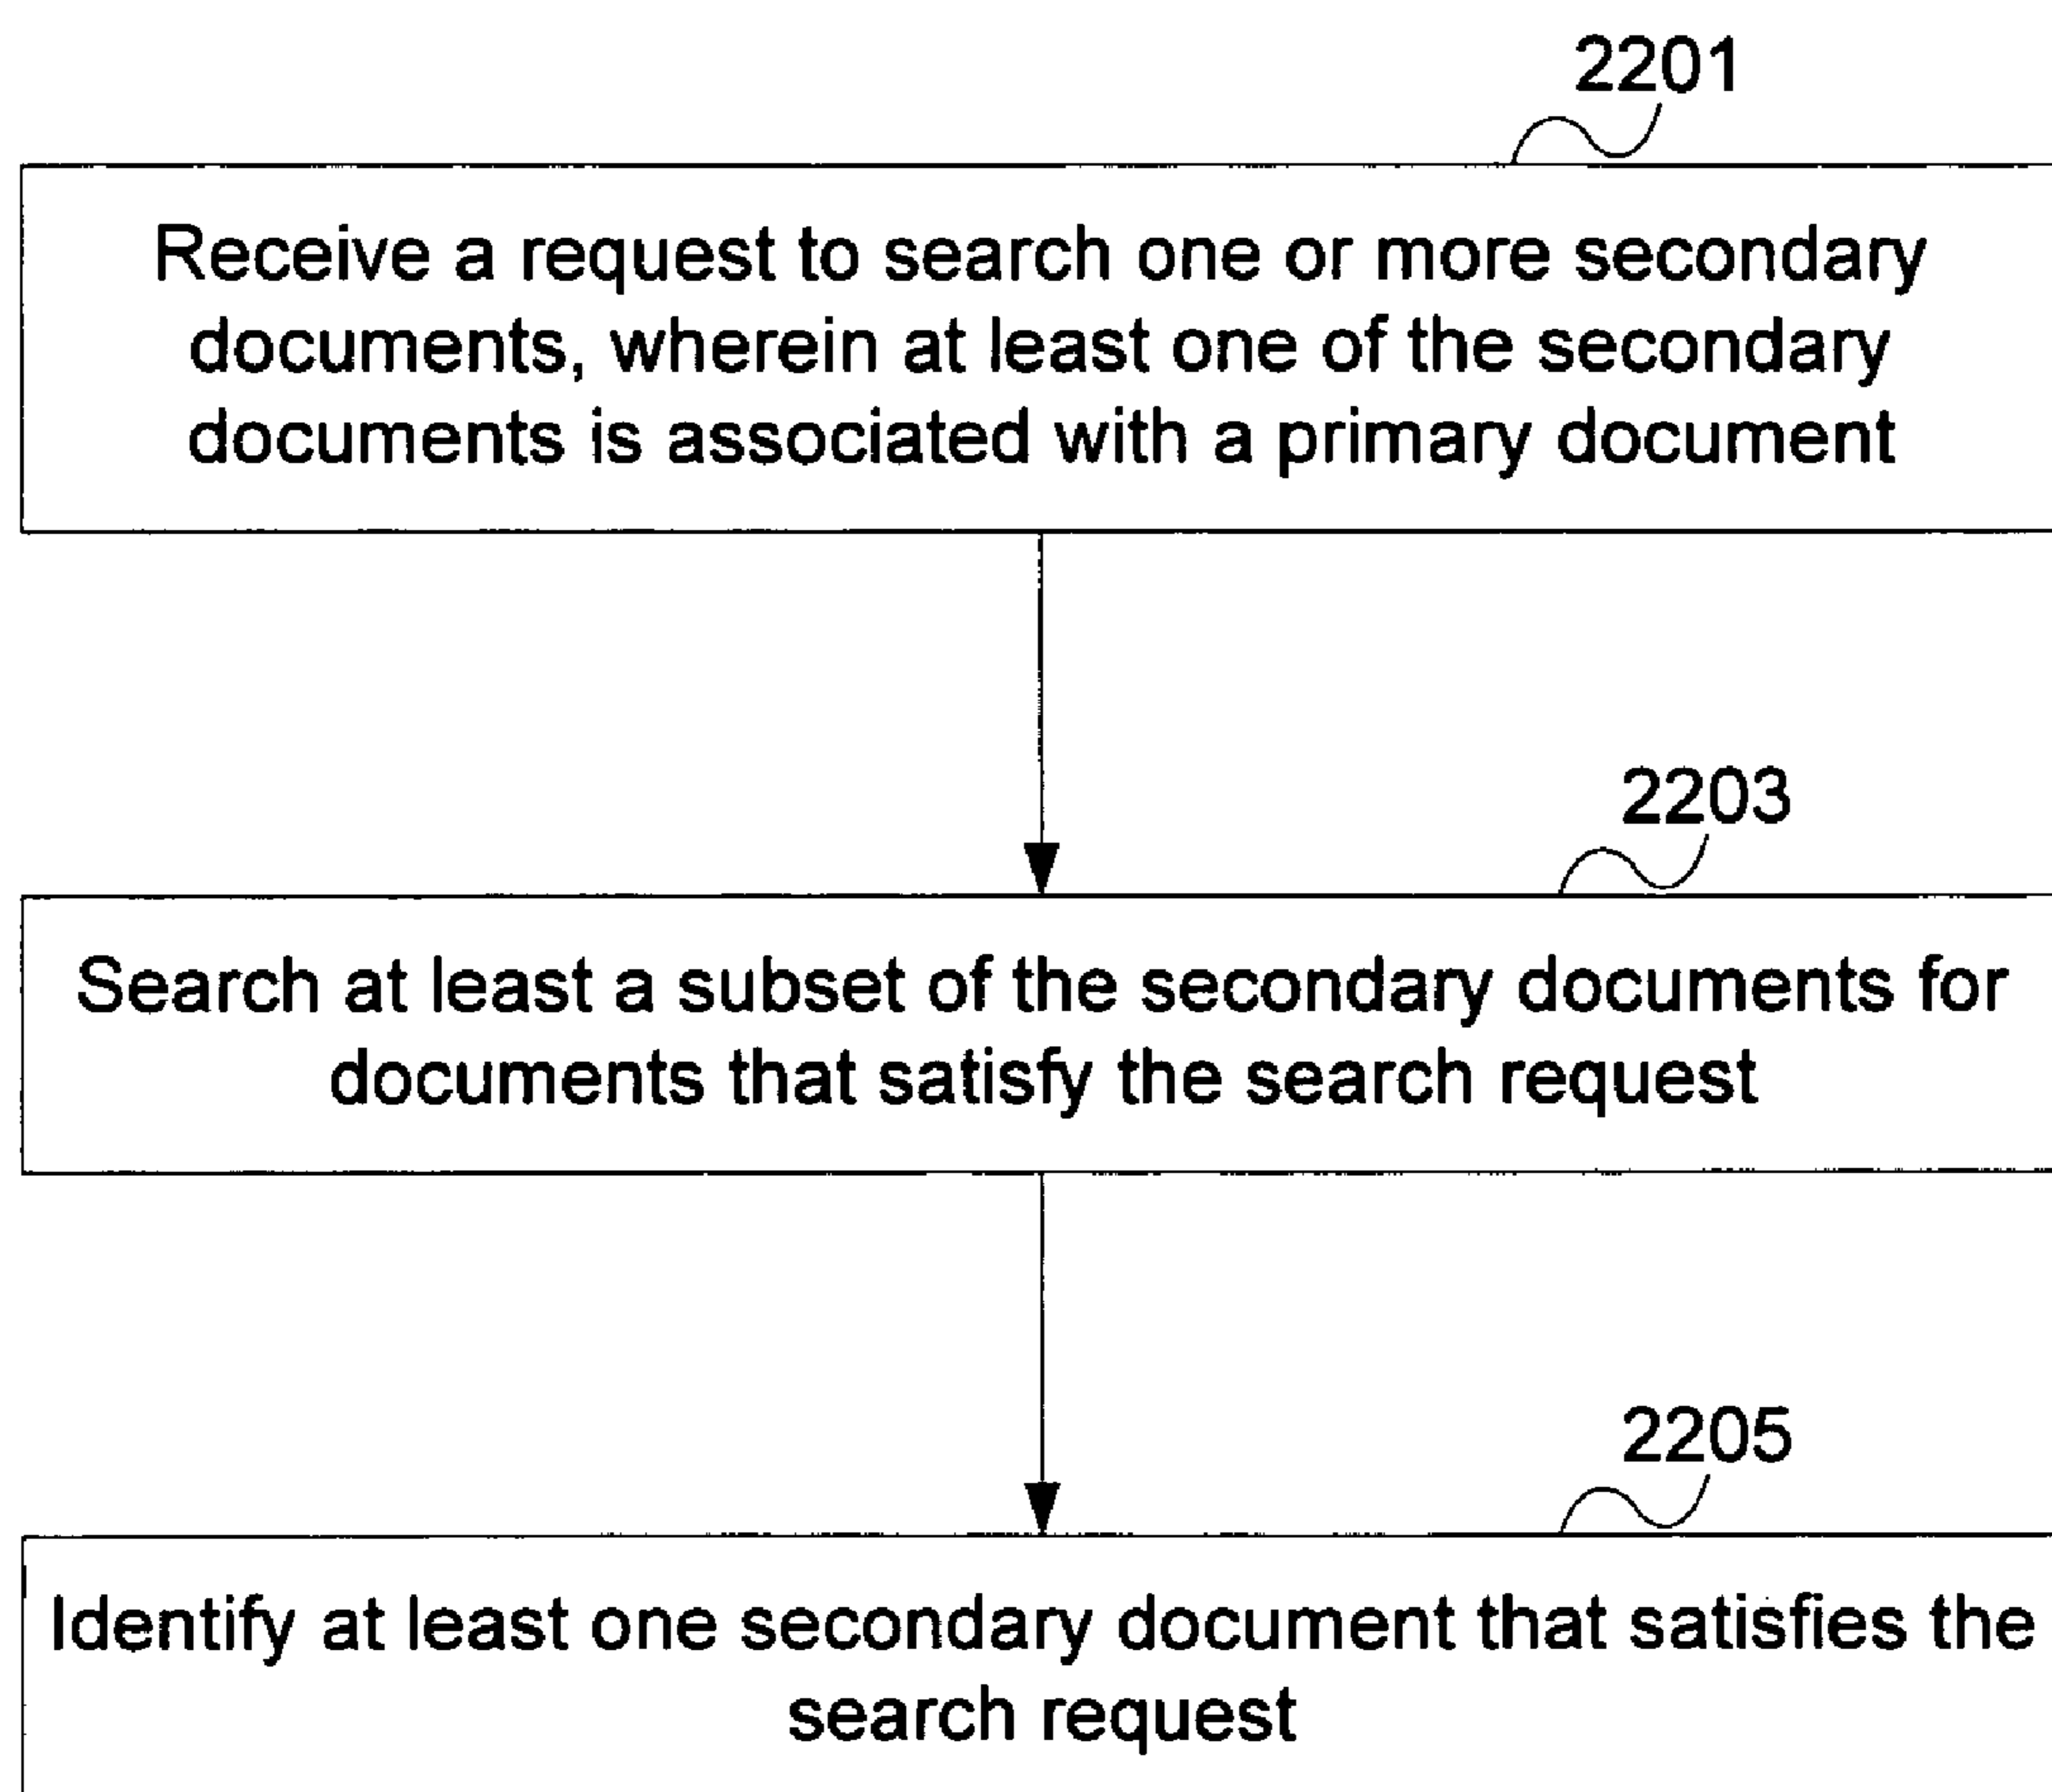 2201
Receive a request to search one or more secondary
documents, wherein at least one of the secondary
documents is associated with a primary document
2203
Search at least a subset of the secondary documents for
documents that satisfy the search request
2205
Identify at least one secondary document that satisfies the
search request